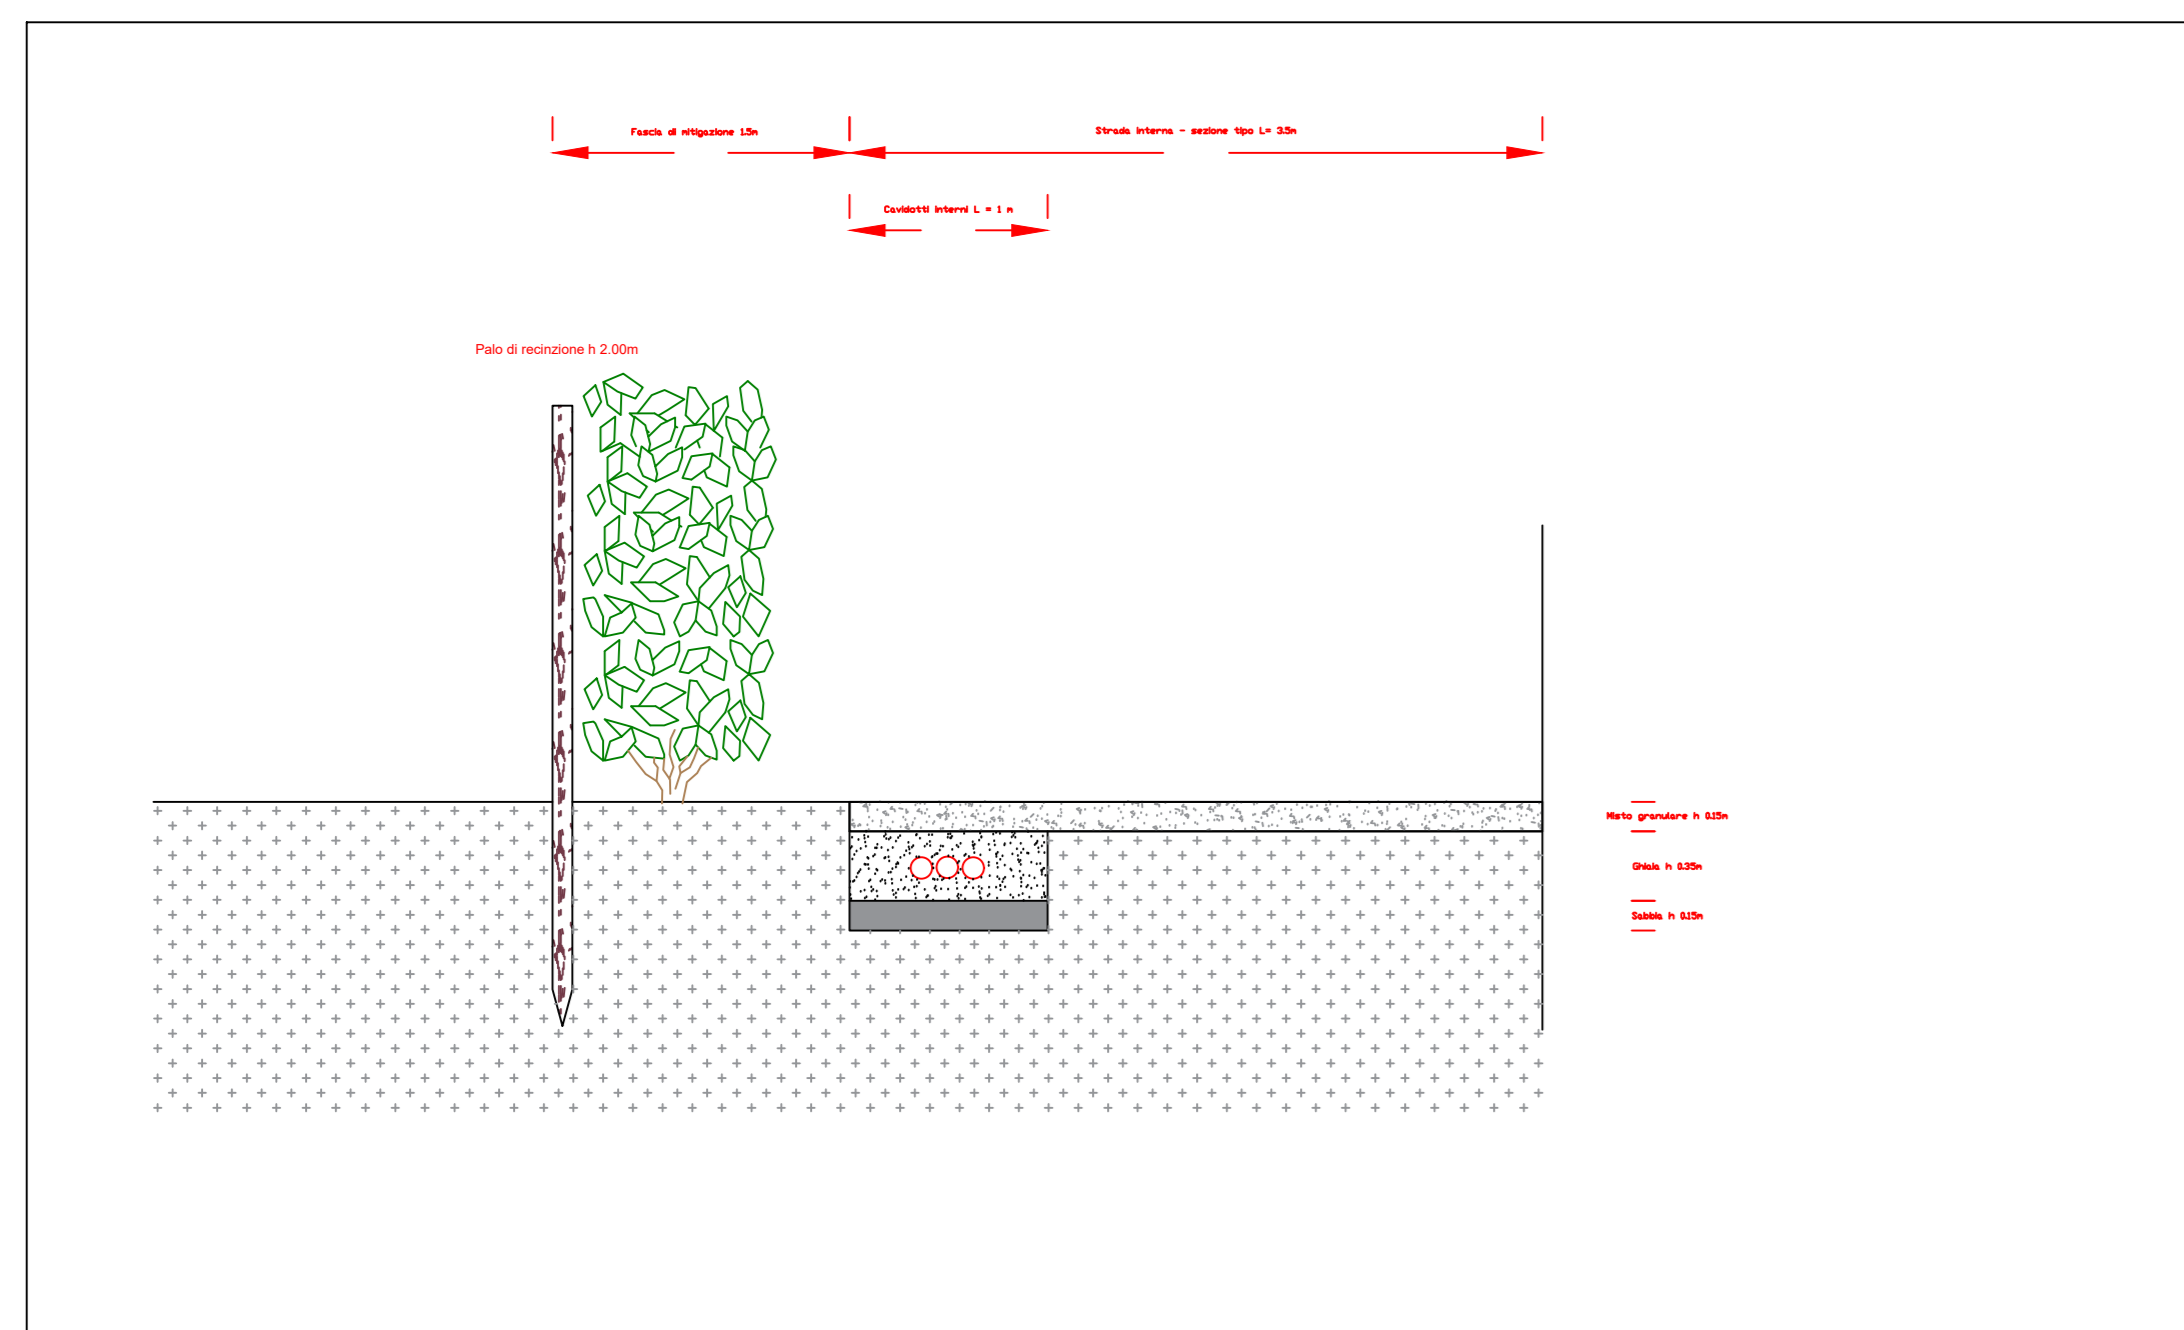 Fascia di mitigazione 1.5m
Strada interna - sezione tipo L= 3.5m
Cavidotti interni L = 1 m
Palo di recinzione h 2.00m
Misto granulare h 0.15m
Ghiaia h 0.35m
Sabbia h 0.15m